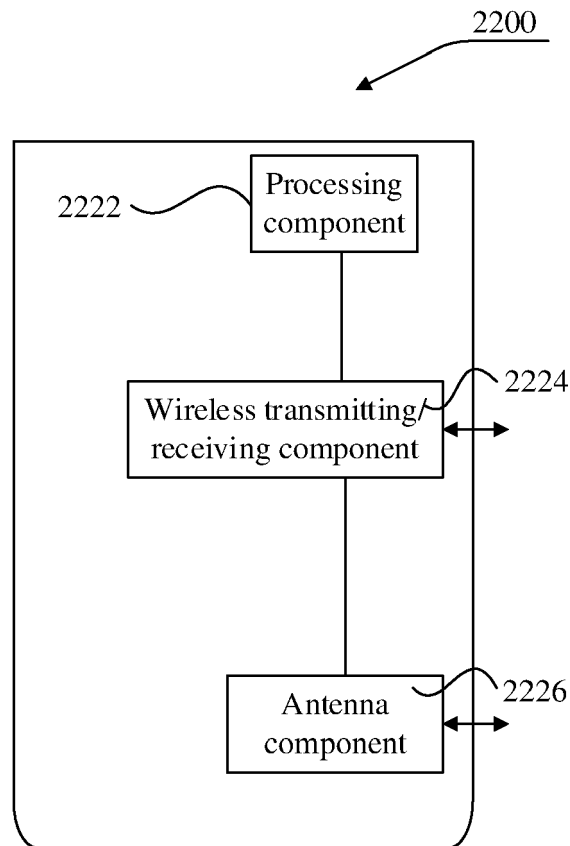 2200
Processing
component
2222
Wireless transmitting/
receiving component
2224
Antenna
component
2226